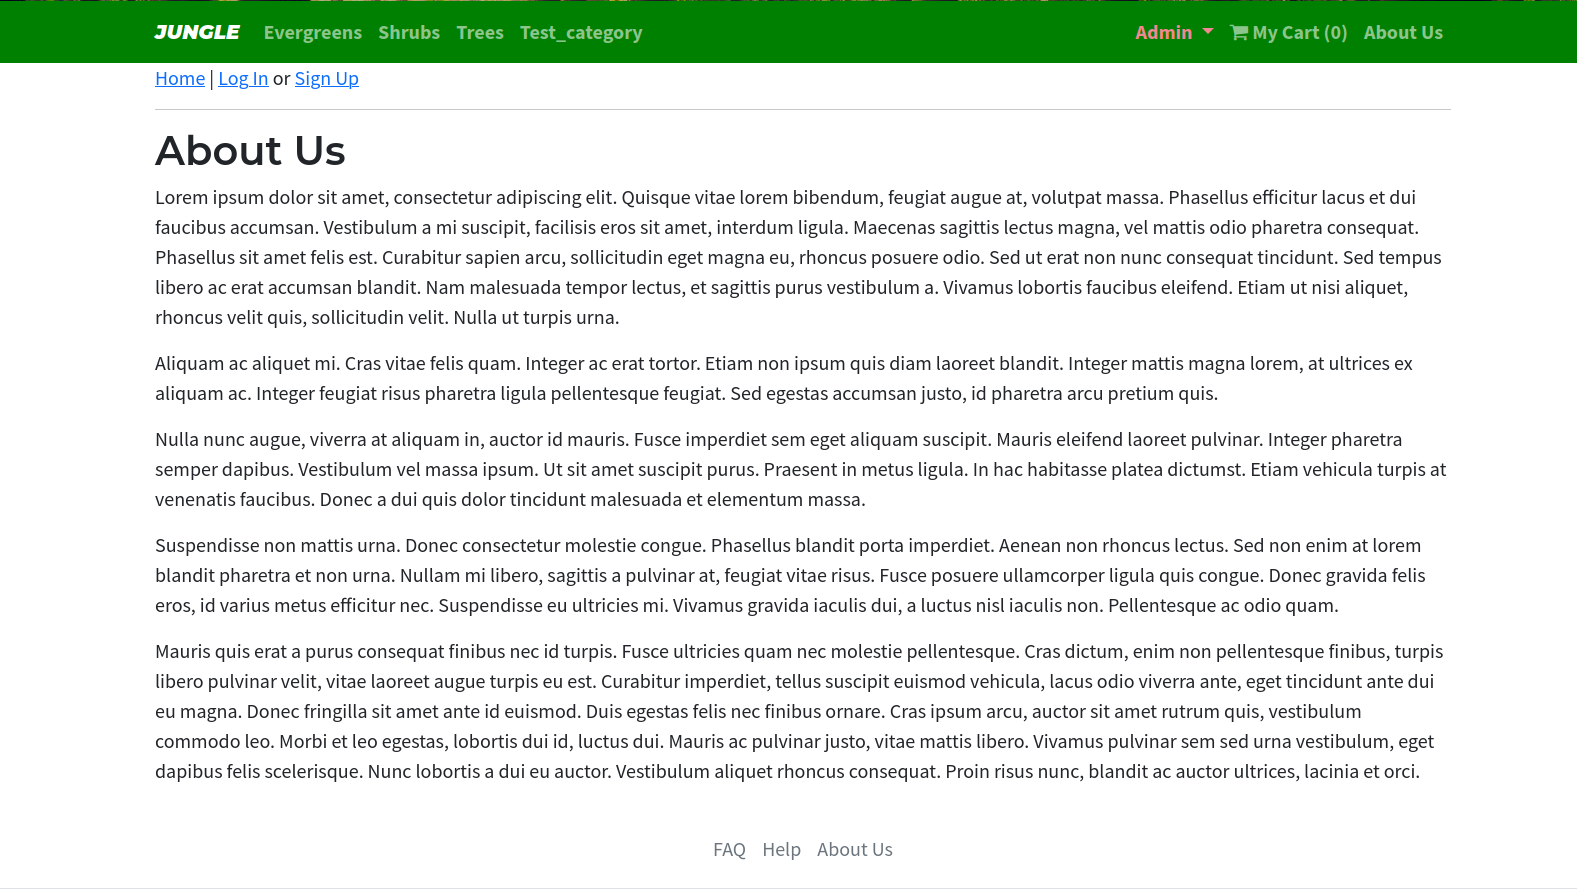 JUNGLE Evergreens Shrubs Trees Test_category Admin My Cart (0) About Us
Home | Log In or Sign Up
About Us
Lorem ipsum dolor sit amet, consectetur adipiscing elit. Quisque vitae lorem bibendum, feugiat augue at, volutpat massa. Phasellus efficitur lacus et dui
faucibus accumsan. Vestibulum a mi suscipit, facilisis eros sit amet, interdum ligula. Maecenas sagittis lectus magna, vel mattis odio pharetra consequat.
Phasellus sit amet felis est. Curabitur sapien arcu, sollicitudin eget magna eu, rhoncus posuere odio. Sed ut erat non nunc consequat tincidunt. Sed tempus
libero ac erat accumsan blandit. Nam malesuada tempor lectus, et sagittis purus vestibulum a. Vivamus lobortis faucibus eleifend. Etiam ut nisi aliquet,
rhoncus velit quis, sollicitudin velit. Nulla ut turpis urna.
Aliquam ac aliquet mi. Cras vitae felis quam. Integer ac erat tortor. Etiam non ipsum quis diam laoreet blandit. Integer mattis magna lorem, at ultrices ex
aliquam ac. Integer feugiat risus pharetra ligula pellentesque feugiat. Sed egestas accumsan justo, id pharetra arcu pretium quis.
Nulla nunc augue, viverra at aliquam in, auctor id mauris. Fusce imperdiet sem eget aliquam suscipit. Mauris eleifend laoreet pulvinar. Integer pharetra
semper dapibus. Vestibulum vel massa ipsum. Ut sit amet suscipit purus. Praesent in metus ligula. In hac habitasse platea dictumst. Etiam vehicula turpis at
venenatis faucibus. Donec a dui quis dolor tincidunt malesuada et elementum massa.
Suspendisse non mattis urna. Donec consectetur molestie congue. Phasellus blandit porta imperdiet. Aenean non rhoncus lectus. Sed non enim at lorem
blandit pharetra et non urna. Nullam mi libero, sagittis a pulvinar at, feugiat vitae risus. Fusce posuere ullamcorper ligula quis congue. Donec gravida felis
eros, id varius metus efficitur nec. Suspendisse eu ultricies mi. Vivamus gravida iaculis dui, a luctus nisl iaculis non. Pellentesque ac odio quam.
Mauris quis erat a purus consequat finibus nec id turpis. Fusce ultricies quam nec molestie pellentesque. Cras dictum, enim non pellentesque finibus, turpis
libero pulvinar velit, vitae laoreet augue turpis eu est. Curabitur imperdiet, tellus suscipit euismod vehicula, lacus odio viverra ante, eget tincidunt ante dui
eu magna. Donec fringilla sit amet ante id euismod. Duis egestas felis nec finibus ornare. Cras ipsum arcu, auctor sit amet rutrum quis, vestibulum
commodo leo. Morbi et leo egestas, lobortis dui id, luctus dui. Mauris ac pulvinar justo, vitae mattis libero. Vivamus pulvinar sem sed urna vestibulum, eget
dapibus felis scelerisque. Nunc lobortis a dui eu auctor. Vestibulum aliquet rhoncus consequat. Proin risus nunc, blandit ac auctor ultrices, lacinia et orci.
FAQ Help About Us